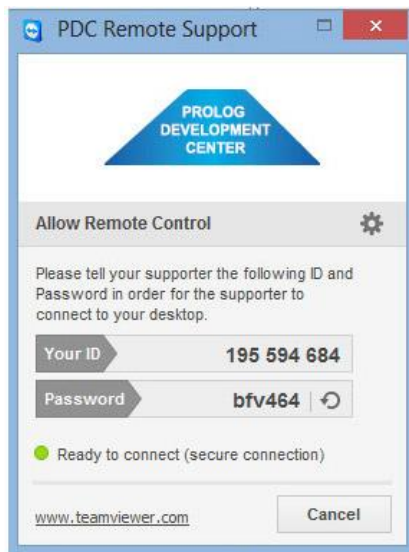 PDC Remote Support
PROLOG
DEVELOPMENT
CENTER
Allow Remote Control
Please tell your supporter the following ID and
Password in order for the supporter to
connect to your desktop.
Your ID 195 594 684
Password bfv464
Ready to connect (secure connection)
www.teamviewer.com Cancel